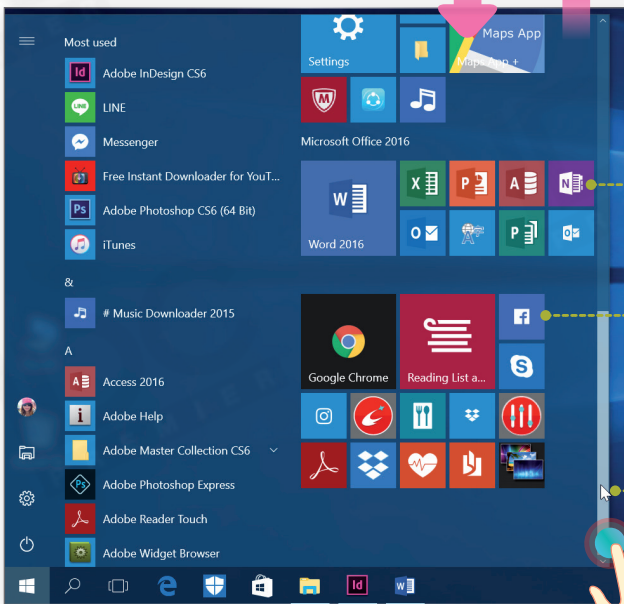 Most used
Adobe InDesign CS6
LINE
Messenger
Free Instant Downloader for YouT...
Adobe Photoshop CS6 (64 Bit)
iTunes
&
# Music Downloader 2015
A
Access 2016
Adobe Help
Adobe Master Collection CS6
Adobe Photoshop Express
Adobe Reader Touch
Adobe Widget Browser
Settings
Maps App
Maps App +
Microsoft Office 2016
Word 2016
Google Chrome
Reading List a...